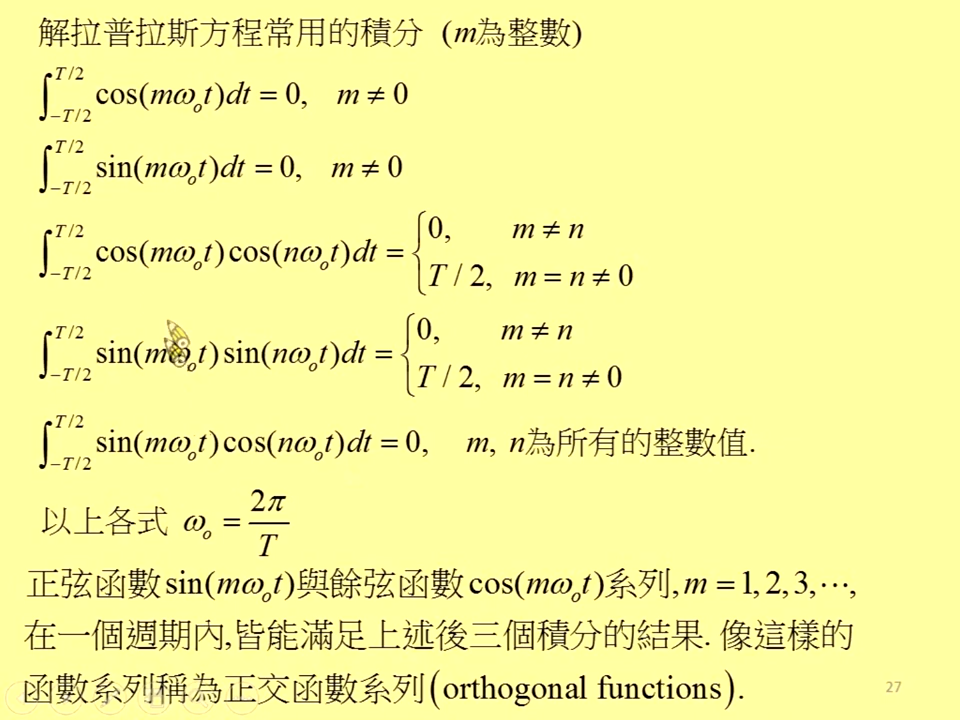 解拉普拉斯方程常用的積分 (m為整數)
∫_{-T/2}^{T/2} cos(mω_o t)dt = 0, m ≠ 0
∫_{-T/2}^{T/2} sin(mω_o t)dt = 0, m ≠ 0
∫_{-T/2}^{T/2} cos(mω_o t)cos(nω_o t)dt = { 0, m ≠ n
T / 2, m = n ≠ 0
∫_{-T/2}^{T/2} sin(mω_o t)sin(nω_o t)dt = { 0, m ≠ n
T / 2, m = n ≠ 0
∫_{-T/2}^{T/2} sin(mω_o t)cos(nω_o t)dt = 0, m, n為所有的整數值.
以上各式 ω_o = 2π/T
正弦函數sin(mω_o t)與餘弦函數cos(mω_o t)系列, m = 1, 2, 3, ⋯,
在一個週期內,皆能滿足上述後三個積分的結果. 像這樣的
函數系列稱為正交函數系列(orthogonal functions).
27